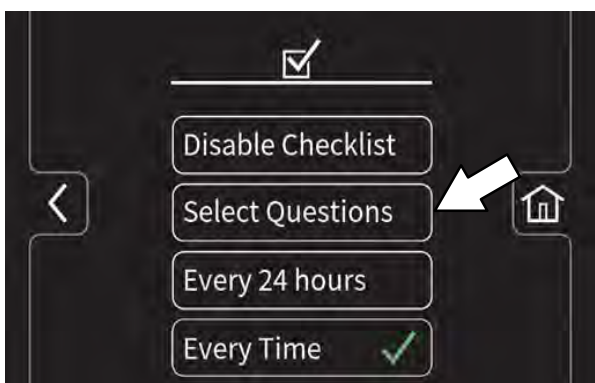 Disable Checklist
Select Questions
Every 24 hours
Every Time